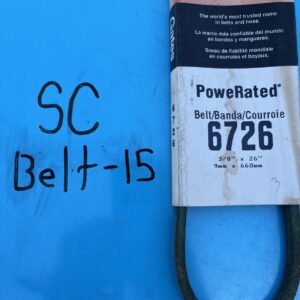 SC
Belt-15
Gates
6726
The world's most trusted name
in belts and hose.
La marca más confiable del mundo
en bandas y mangueras.
Sceau de fiabilité mondiale
en courroies et boyaux.
PoweRated®
Belt/Banda/Courroie
6726
3/8" x 26"
9mm x 660mm